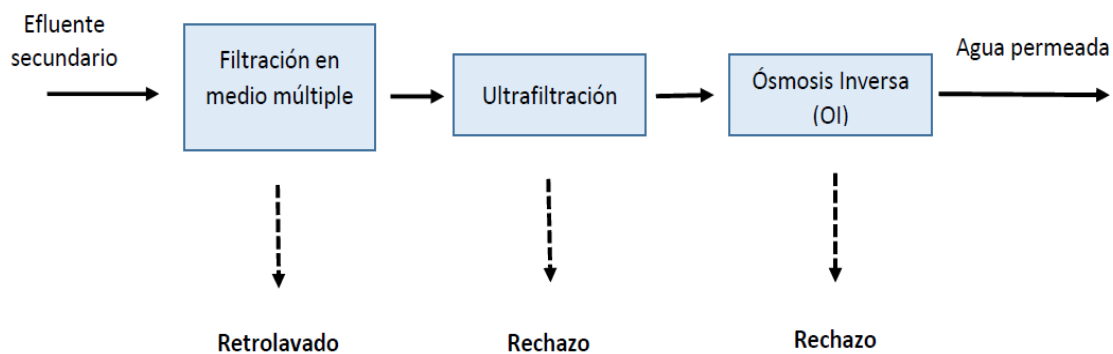 Efluente
secundario
Filtración en
medio múltiple
Ultrafiltración
Ósmosis Inversa
(OI)
Agua permeada
Retrolavado
Rechazo
Rechazo